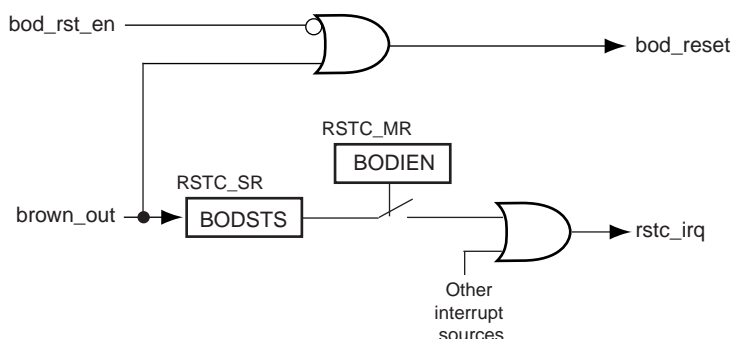 bod_rst_en
bod_reset
RSTC_MR
BODIEN
RSTC_SR
brown_out
BODSTS
rstc_irq
Other
interrupt
sources